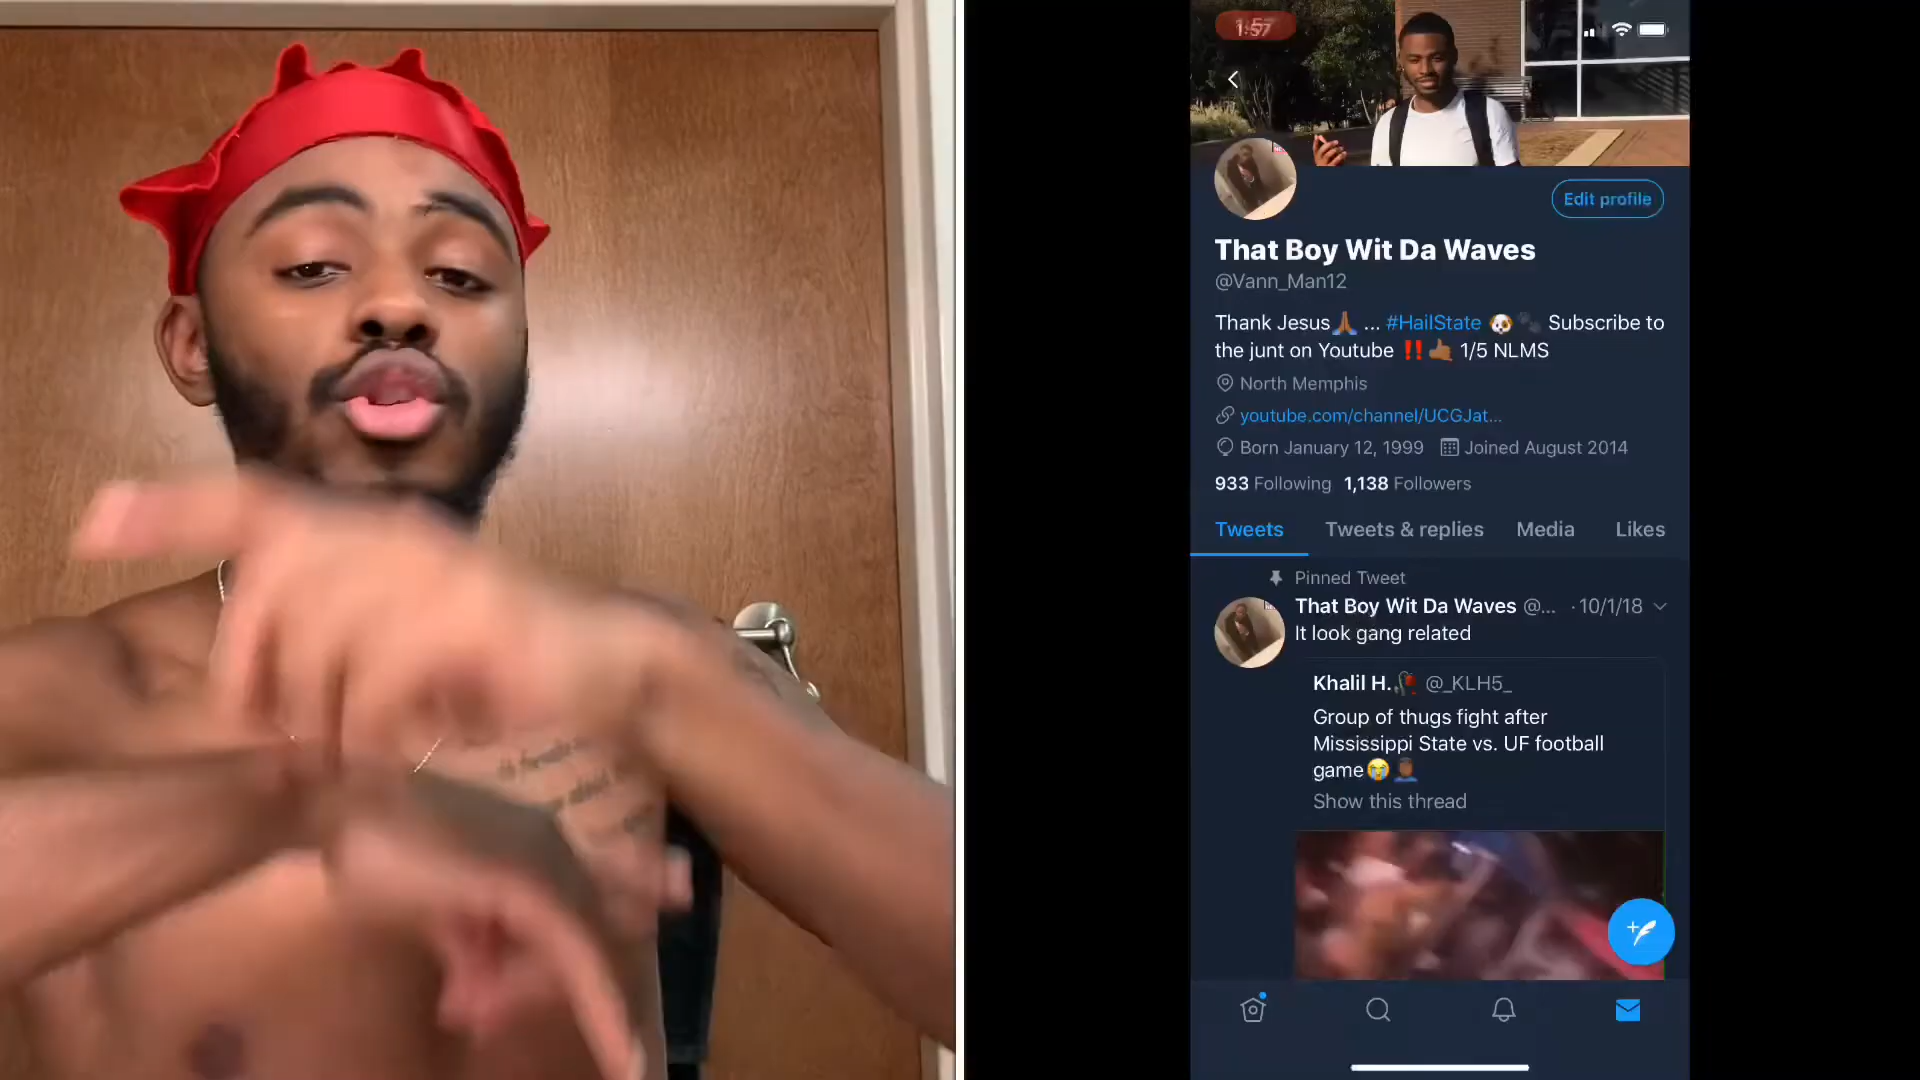 1:57
Edit profile
That Boy Wit Da Waves
@Vann_Man12
Thank Jesus🙏🏾 ... #HailState 🐶🐾 Subscribe to
the junt on Youtube ‼️🤙🏾 1/5 NLMS
North Memphis
youtube.com/channel/UCGJat...
Born January 12, 1999 Joined August 2014
933 Following 1,138 Followers
Tweets Tweets & replies Media Likes
Pinned Tweet
That Boy Wit Da Waves @... · 10/1/18
It look gang related
Khalil H.🥀 @_KLH5_
Group of thugs fight after
Mississippi State vs. UF football
game😭
Show this thread